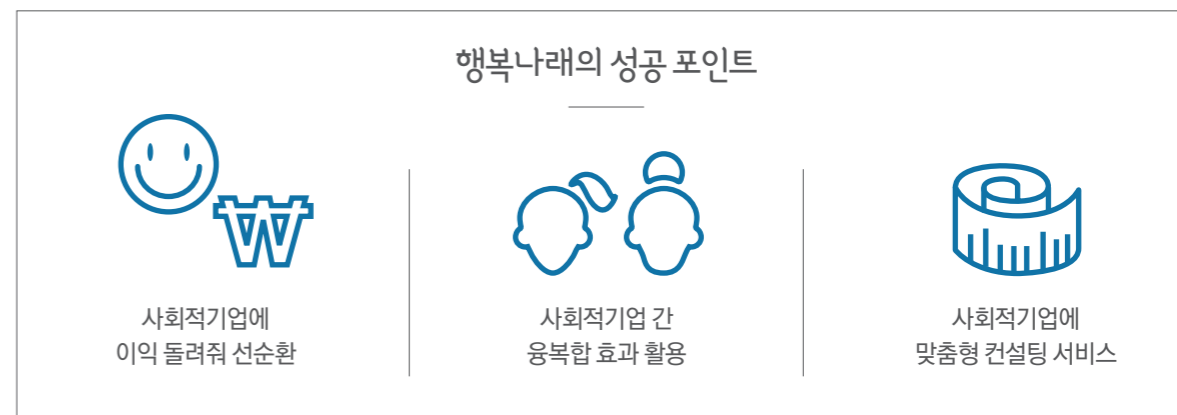 행복나래의 성공 포인트
사회적기업에
이익 돌려줘 선순환
사회적기업 간
융복합 효과 활용
사회적기업에
맞춤형 컨설팅 서비스